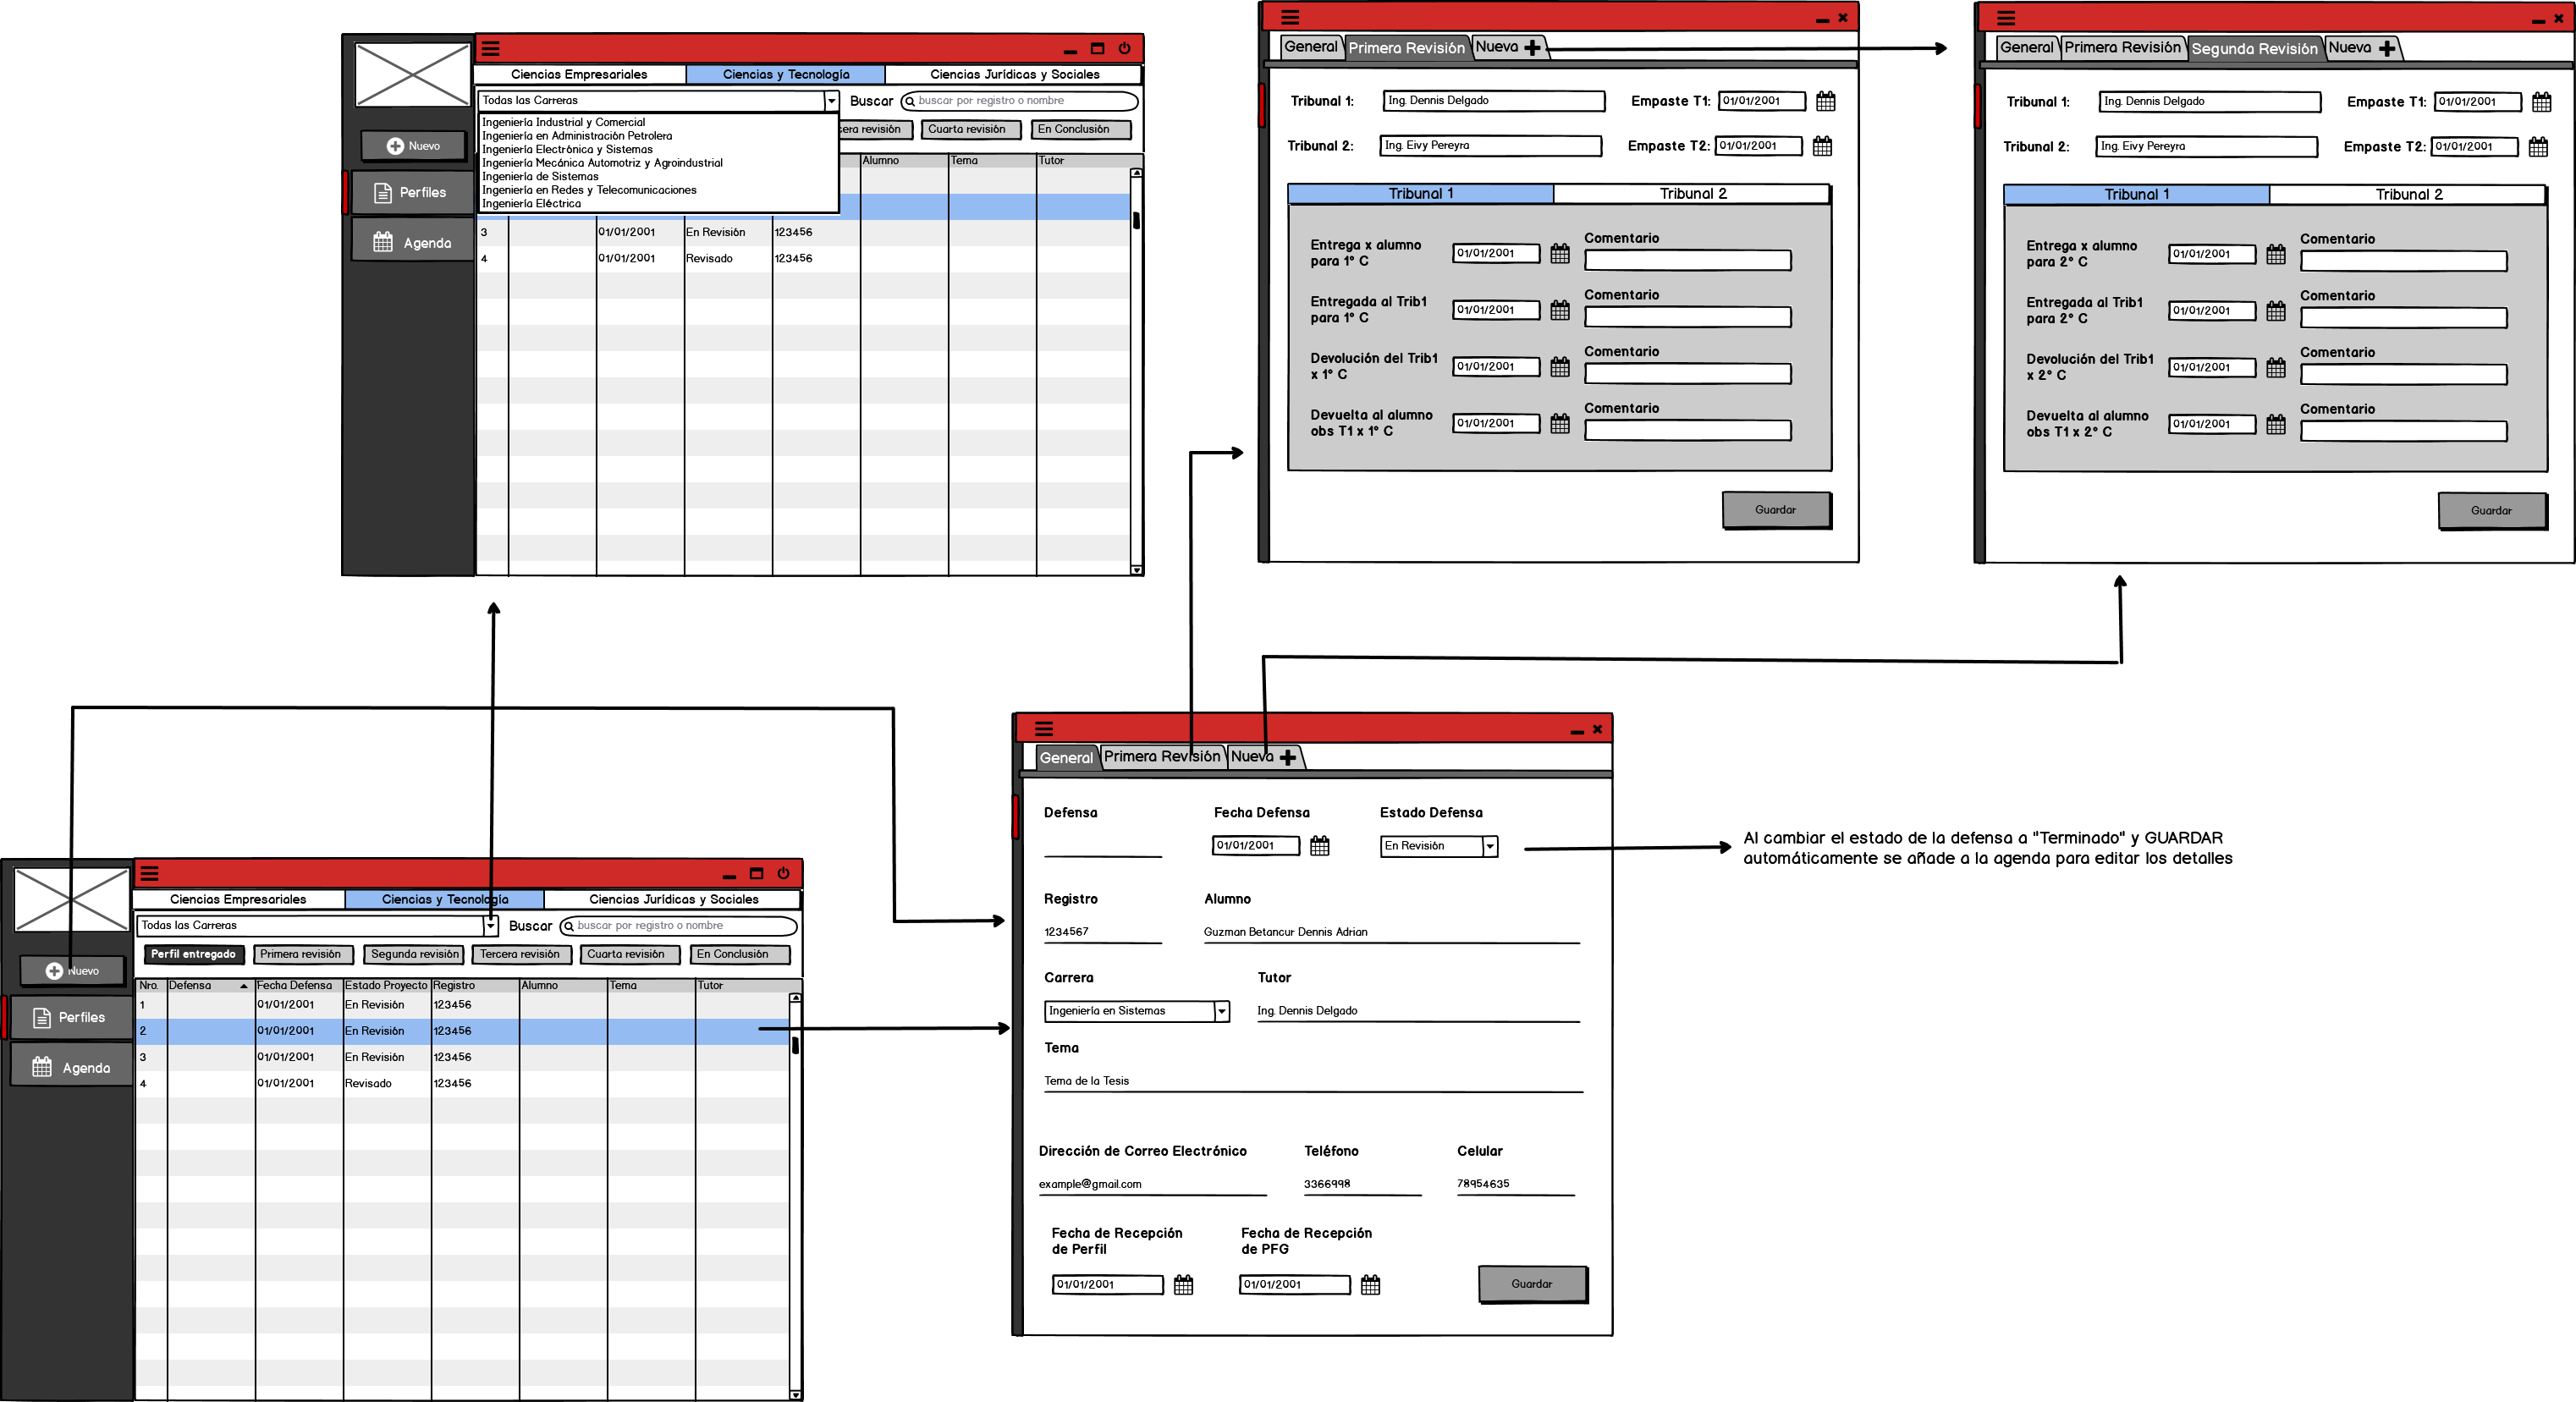 Ciencias Empresariales
Ciencias y Tecnología
Ciencias Jurídicas y Sociales
Todas las Carreras
Buscar
buscar por registro o nombre
Ingeniería Industrial y Comercial
Ingeniería en Administración Petrolera
Ingeniería Electrónica y Sistemas
Ingeniería Mecánica Automotriz y Agroindustrial
Ingeniería de Sistemas
Ingeniería en Redes y Telecomunicaciones
Ingeniería Eléctrica
cera revisión
Cuarta revisión
En Conclusión
Nuevo
Perfiles
Agenda
Alumno
Tema
Tutor
3 01/01/2001 En Revisión 123456
4 01/01/2001 Revisado 123456
General
Primera Revisión
Nueva
Tribunal 1:
Ing. Dennis Delgado
Empaste T1:
01/01/2001
Tribunal 2:
Ing. Eivy Pereyra
Empaste T2:
01/01/2001
Tribunal 1
Tribunal 2
Entrega x alumno
para 1° C
01/01/2001
Comentario
Entregada al Trib1
para 1° C
01/01/2001
Comentario
Devolución del Trib1
x 1° C
01/01/2001
Comentario
Devuelta al alumno
obs T1 x 1° C
01/01/2001
Comentario
Guardar
General
Primera Revisión
Segunda Revisión
Nueva
Tribunal 1:
Ing. Dennis Delgado
Empaste T1:
01/01/2001
Tribunal 2:
Ing. Eivy Pereyra
Empaste T2:
01/01/2001
Tribunal 1
Tribunal 2
Entrega x alumno
para 2° C
01/01/2001
Comentario
Entregada al Trib1
para 2° C
01/01/2001
Comentario
Devolución del Trib1
x 2° C
01/01/2001
Comentario
Devuelta al alumno
obs T1 x 2° C
01/01/2001
Comentario
Guardar
Ciencias Empresariales
Ciencias y Tecnología
Ciencias Jurídicas y Sociales
Todas las Carreras
Buscar
buscar por registro o nombre
Perfil entregado
Primera revisión
Segunda revisión
Tercera revisión
Cuarta revisión
En Conclusión
Nuevo
Perfiles
Agenda
Nro. Defensa Fecha Defensa Estado Proyecto Registro Alumno Tema Tutor
1 01/01/2001 En Revisión 123456
2 01/01/2001 En Revisión 123456
3 01/01/2001 En Revisión 123456
4 01/01/2001 Revisado 123456
General
Primera Revisión
Nueva
Defensa
Fecha Defensa
01/01/2001
Estado Defensa
En Revisión
Registro
1234567
Alumno
Guzman Betancur Dennis Adrian
Carrera
Ingeniería en Sistemas
Tutor
Ing. Dennis Delgado
Tema
Tema de la Tesis
Dirección de Correo Electrónico
example@gmail.com
Teléfono
3366998
Celular
78954635
Fecha de Recepción
de Perfil
01/01/2001
Fecha de Recepción
de PFG
01/01/2001
Guardar
Al cambiar el estado de la defensa a "Terminado" y GUARDAR
automáticamente se añade a la agenda para editar los detalles